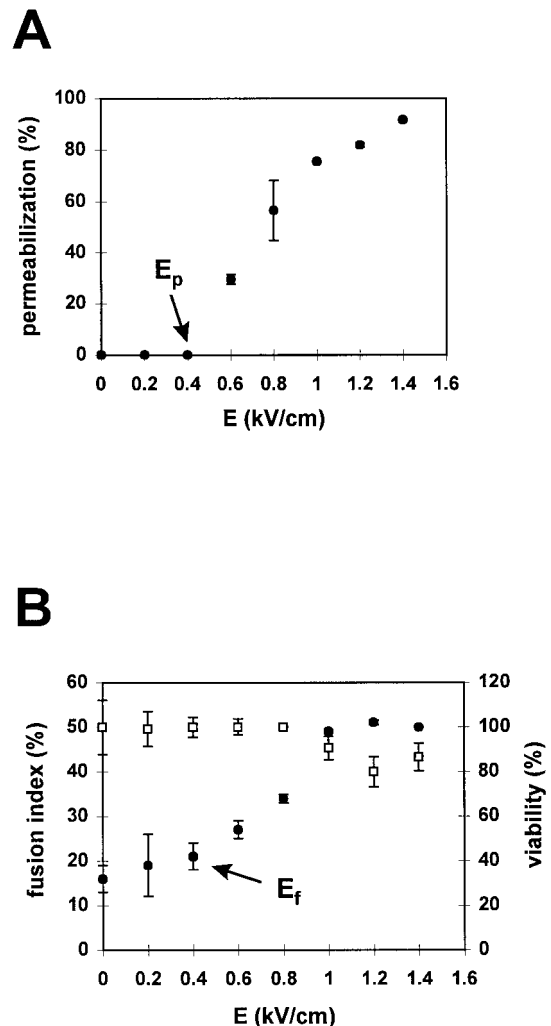 A
100
80
60
40
20
0
permeabilization (%)
Ep
0 0.2 0.4 0.6 0.8 1 1.2 1.4 1.6
E (kV/cm)
B
60
50
40
30
20
10
0
fusion index (%)
120
100
80
60
40
20
0
viability (%)
Ef
0 0.2 0.4 0.6 0.8 1.0 1.2 1.4 1.6
E (kV/cm)